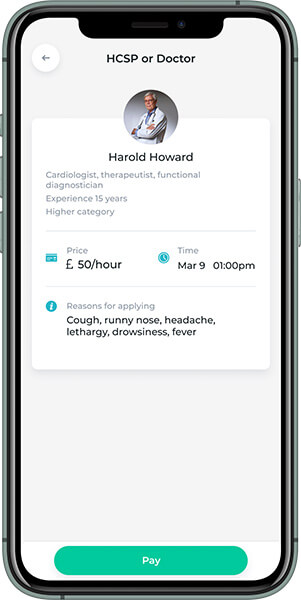 HCSP or Doctor
Harold Howard
Cardiologist, therapeutist, functional
diagnostician
Experience 15 years
Higher category
Price
£ 50/hour
Time
Mar 9 01:00pm
Reasons for applying
Cough, runny nose, headache,
lethargy, drowsiness, fever
Pay